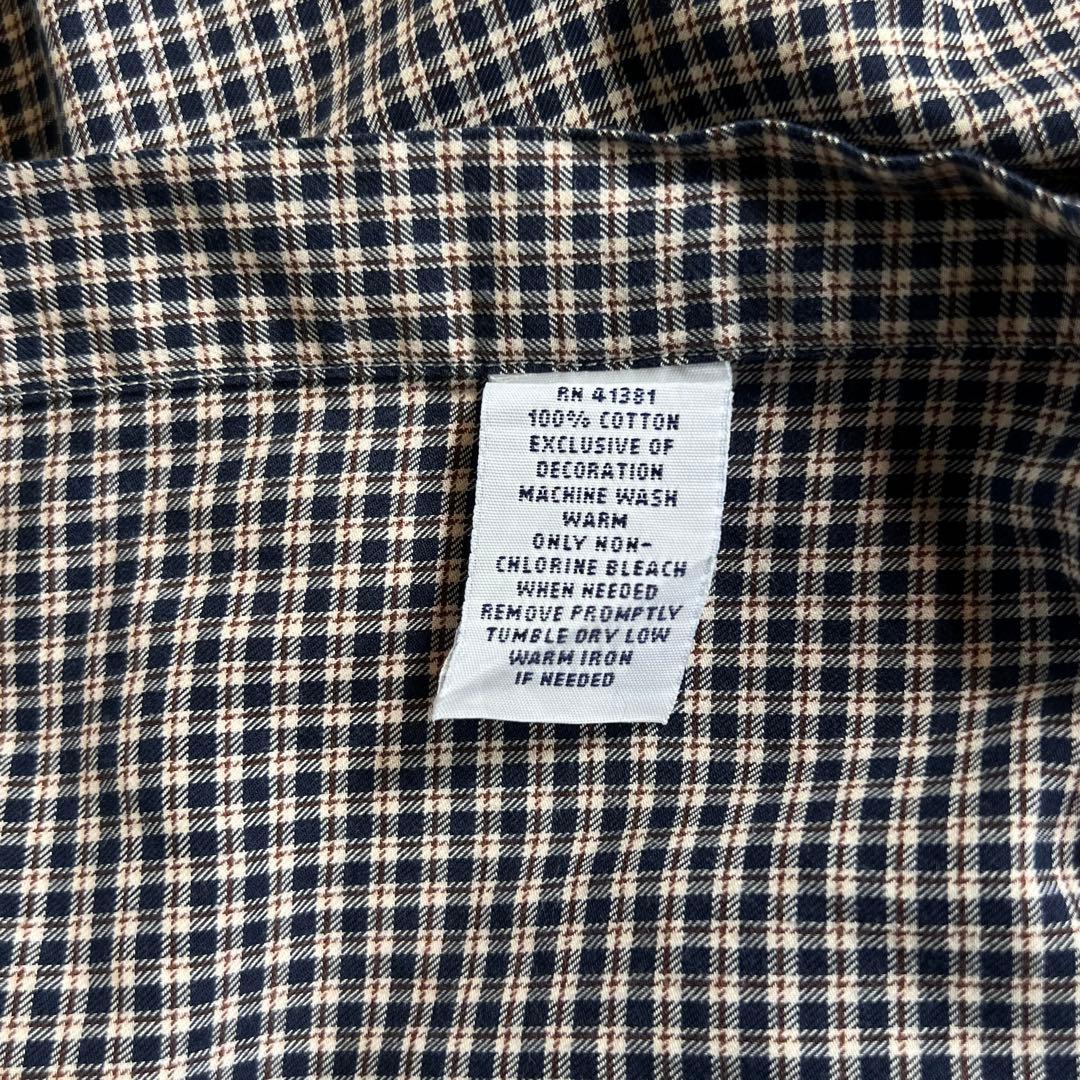 RN 41381
100% COTTON
EXCLUSIVE OF
DECORATION
MACHINE WASH
WARM
ONLY NON-
CHLORINE BLEACH
WHEN NEEDED
REMOVE PROMPTLY
TUMBLE DRY LOW
WARM IRON
IF NEEDED